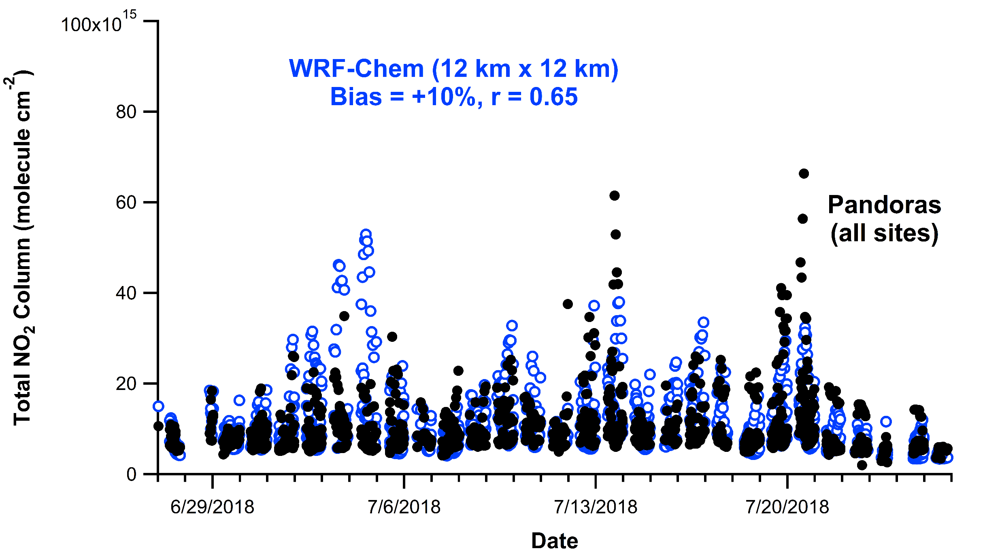 100x10^15
80
60
40
20
0
Total NO₂ Column (molecule cm⁻²)
WRF-Chem (12 km x 12 km)
Bias = +10%, r = 0.65
Pandoras
(all sites)
6/29/2018
7/6/2018
7/13/2018
7/20/2018
Date